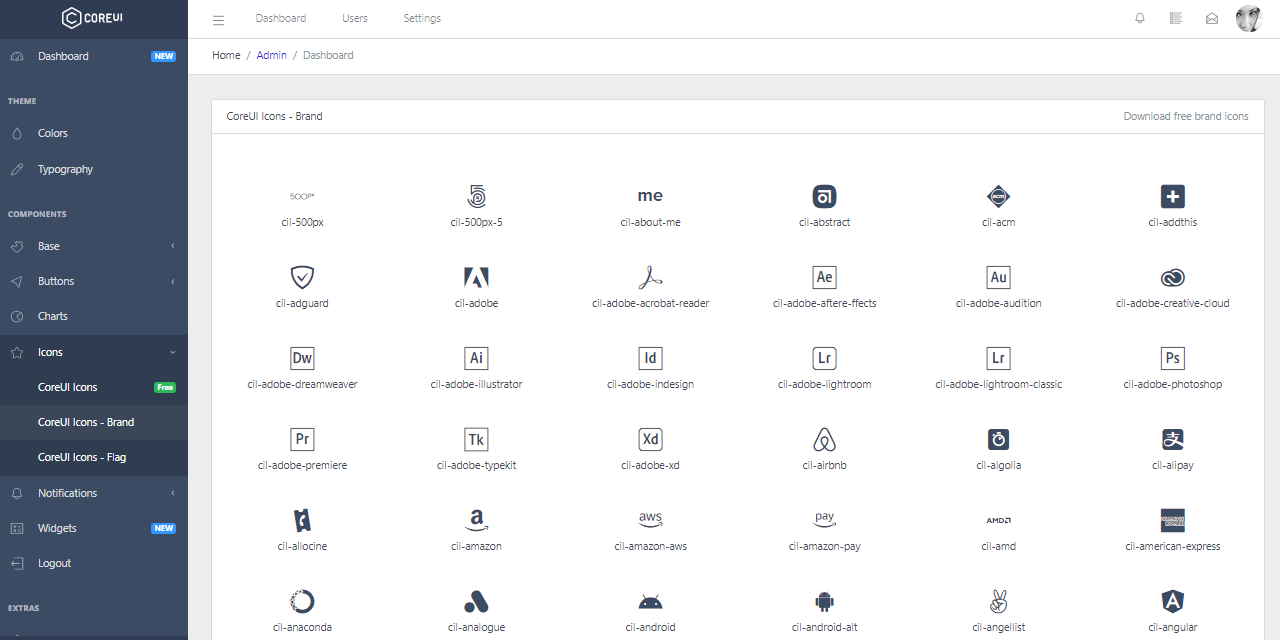 COREUI
Dashboard Users Settings
Dashboard NEW
Home / Admin / Dashboard
THEME
Colors
Typography
COMPONENTS
Base
Buttons
Charts
Icons
CoreUI Icons Free
CoreUI Icons - Brand
CoreUI Icons - Flag
Notifications
Widgets NEW
Logout
EXTRAS
CoreUI Icons - Brand Download free brand icons
500PX me acm
cil-500px cil-500px-5 cil-about-me cil-abstract cil-acm cil-addthis
Ae Au
cil-adguard cil-adobe cil-adobe-acrobat-reader cil-adobe-aftere-ffects cil-adobe-audition cil-adobe-creative-cloud
Dw Ai Id Lr Lr Ps
cil-adobe-dreamweaver cil-adobe-illustrator cil-adobe-indesign cil-adobe-lightroom cil-adobe-lightroom-classic cil-adobe-photoshop
Pr Tk Xd 支
cil-adobe-premiere cil-adobe-typekit cil-adobe-xd cil-airbnb cil-algolia cil-alipay
a aws pay AMD
cil-allocine cil-amazon cil-amazon-aws cil-amazon-pay cil-amd cil-american-express
A
cil-anaconda cil-analogue cil-android cil-android-alt cil-angellist cil-angular